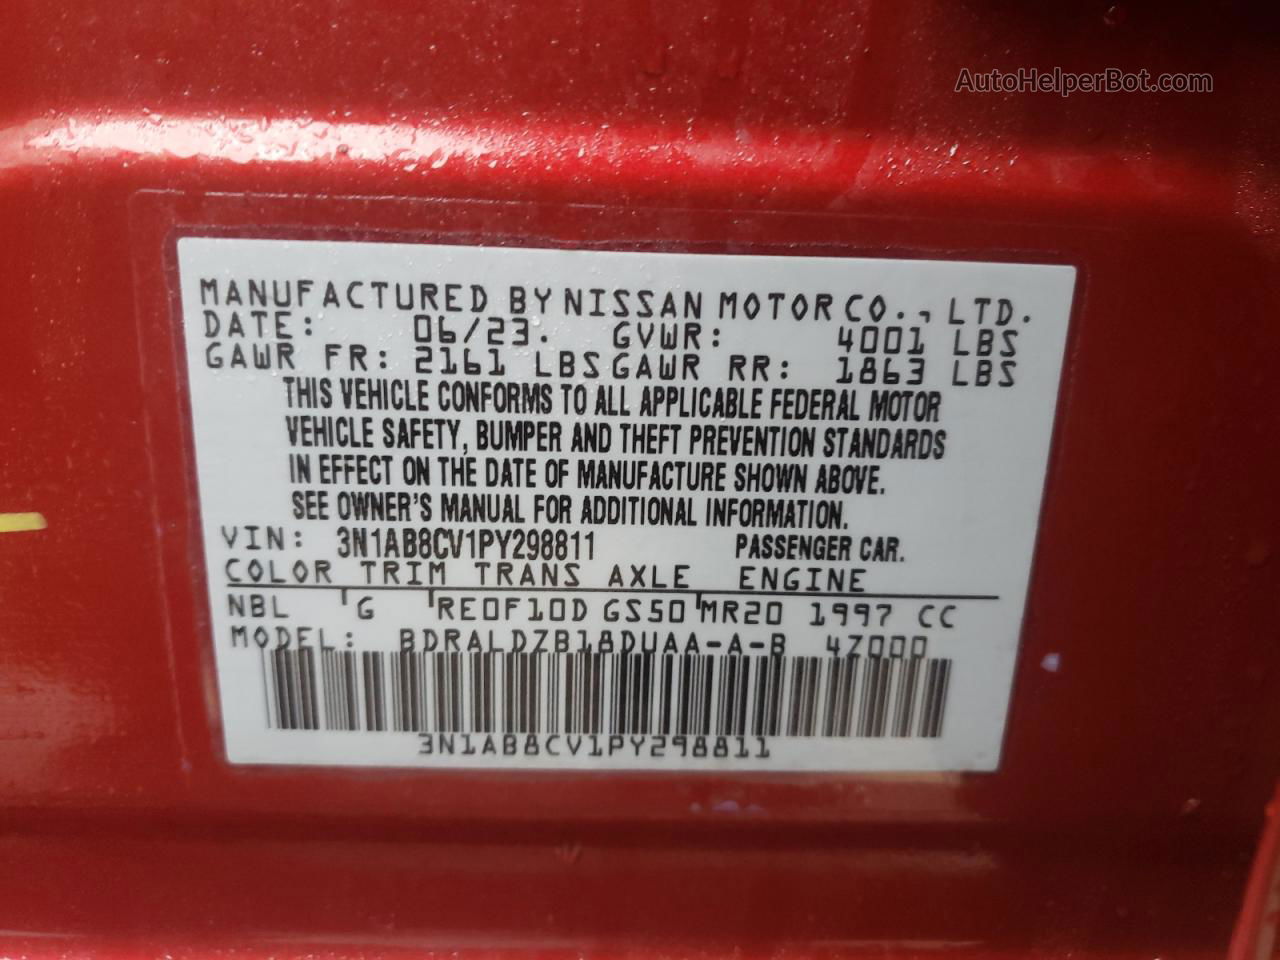 AutoHelperBot.com
MANUFACTURED BY NISSAN MOTOR CO., LTD.
DATE: 06/23. GVWR: 4001 LBS
GAWR FR: 2161 LBS GAWR RR: 1863 LBS
THIS VEHICLE CONFORMS TO ALL APPLICABLE FEDERAL MOTOR
VEHICLE SAFETY, BUMPER AND THEFT PREVENTION STANDARDS
IN EFFECT ON THE DATE OF MANUFACTURE SHOWN ABOVE.
SEE OWNER'S MANUAL FOR ADDITIONAL INFORMATION.
VIN: 3N1AB8CV1PY298811 PASSENGER CAR.
COLOR TRIM TRANS AXLE ENGINE
NBL G RE0F10D GS50 MR20 1997 CC
MODEL: BDRALDZB18DUAA-A-B 4Z000
3N1AB8CV1PY298811